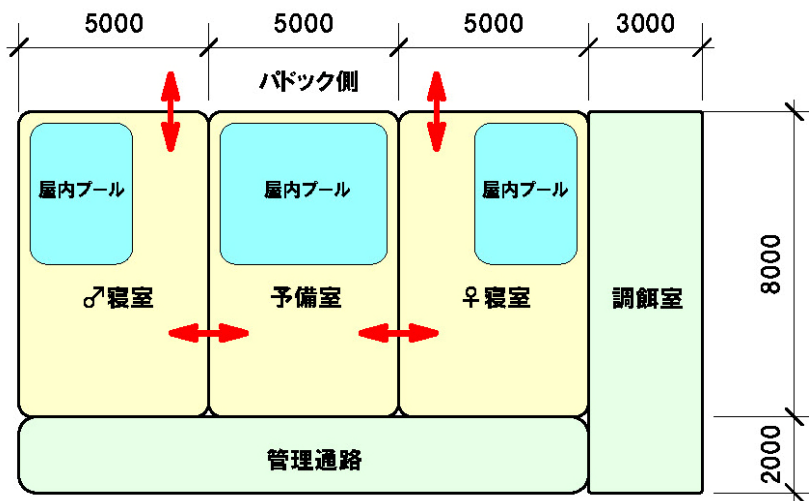 5000 5000 5000 3000
パドック側
屋内プール 屋内プール 屋内プール
♂寝室 予備室 ♀寝室 調餌室
8000
管理通路
2000